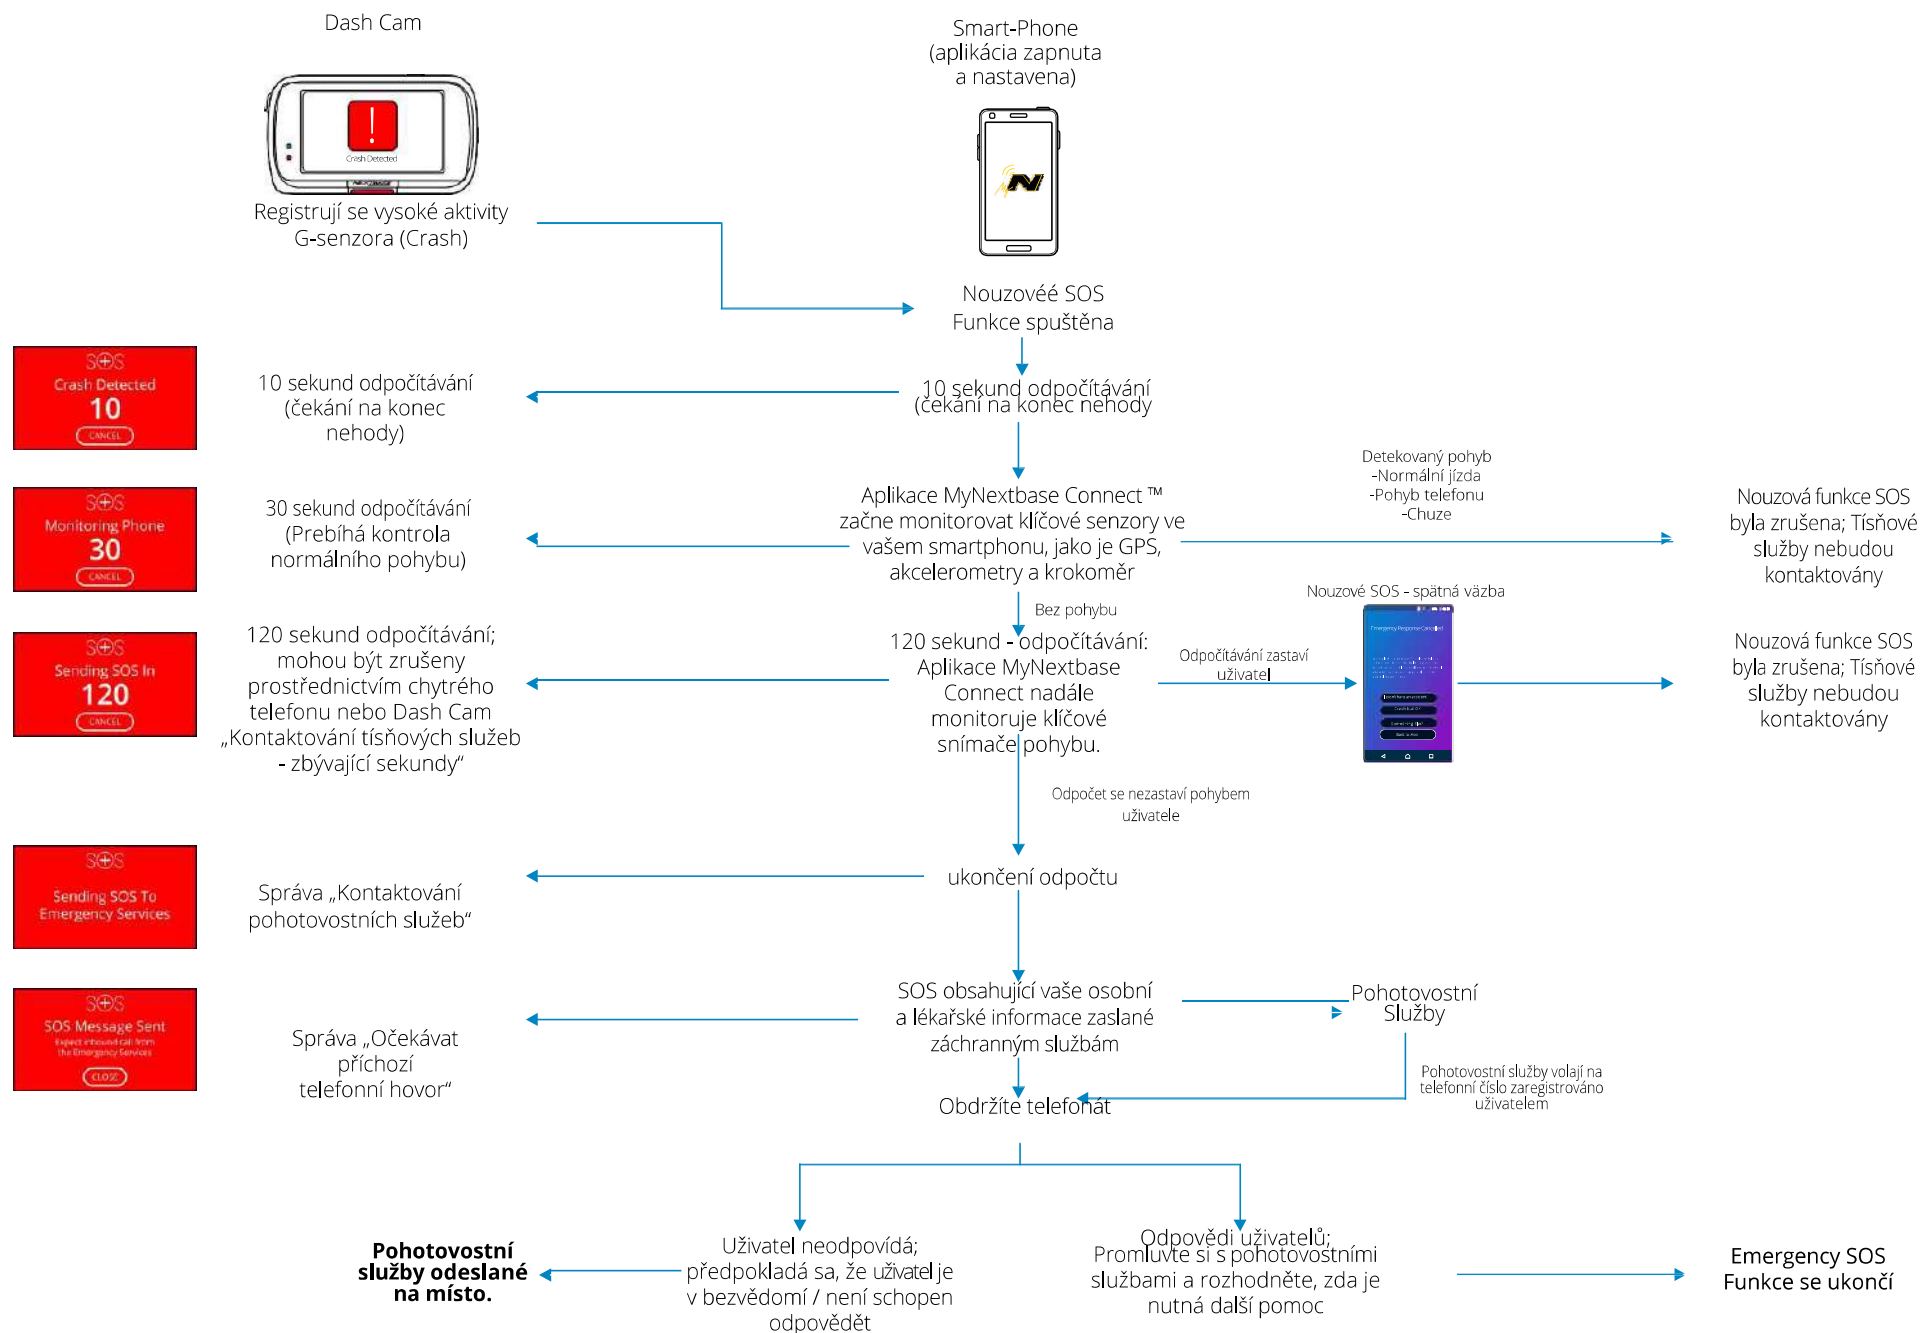 Dash Cam
Smart-Phone
(aplikácia zapnuta
a nastavena)
Crash Detected
NEXTBASE
Registrují se vysoké aktivity
G-senzora (Crash)
Nouzovéé SOS
Funkce spuštěna
SOS
Crash Detected
10
CANCEL
10 sekund odpočítávání
(čekání na konec
nehody)
10 sekund odpočítávání
(čekání na konec nehody
SOS
Monitoring Phone
30
CANCEL
30 sekund odpočítávání
(Prebíhá kontrola
normálního pohybu)
Aplikace MyNextbase Connect ™
začne monitorovat klíčové senzory ve
vašem smartphonu, jako je GPS,
akcelerometry a krokoměr
Detekovaný pohyb
-Normální jízda
-Pohyb telefonu
-Chuze
Nouzová funkce SOS
byla zrušena; Tísňové
služby nebudou
kontaktovány
Bez pohybu
Nouzové SOS - spätná väzba
SOS
Sending SOS In
120
CANCEL
120 sekund odpočítávání;
mohou být zrušeny
prostřednictvím chytrého
telefonu nebo Dash Cam
„Kontaktování tísňových služeb
- zbývající sekundy“
120 sekund - odpočítávání:
Aplikace MyNextbase
Connect nadále
monitoruje klíčové
snímače pohybu.
Odpočítávání zastaví
uživatel
Emergency Response Cancelled
Nouzová funkce SOS
byla zrušena; Tísňové
služby nebudou
kontaktovány
Odpočet se nezastaví pohybem
uživatele
SOS
Sending SOS To
Emergency Services
Správa „Kontaktování
pohotovostních služeb“
ukončení odpočtu
SOS
SOS Message Sent
Expect inbound call from
the Emergency Services
CLOSE
Správa „Očekávat
příchozí
telefonní hovor“
SOS obsahující vaše osobní
a lékařské informace zaslané
záchranným službám
Pohotovostní
Služby
Pohotovostní služby volají na
telefonní číslo zaregistrováno
uživatelem
Obdržíte telefonát
Pohotovostní
služby odeslané
na místo.
Uživatel neodpovídá;
předpokladá sa, že uživatel je
v bezvědomí / není schopen
odpovědět
Odpovědi uživatelů;
Promluvte si s pohotovostními
službami a rozhodněte, zda je
nutná další pomoc
Emergency SOS
Funkce se ukončí